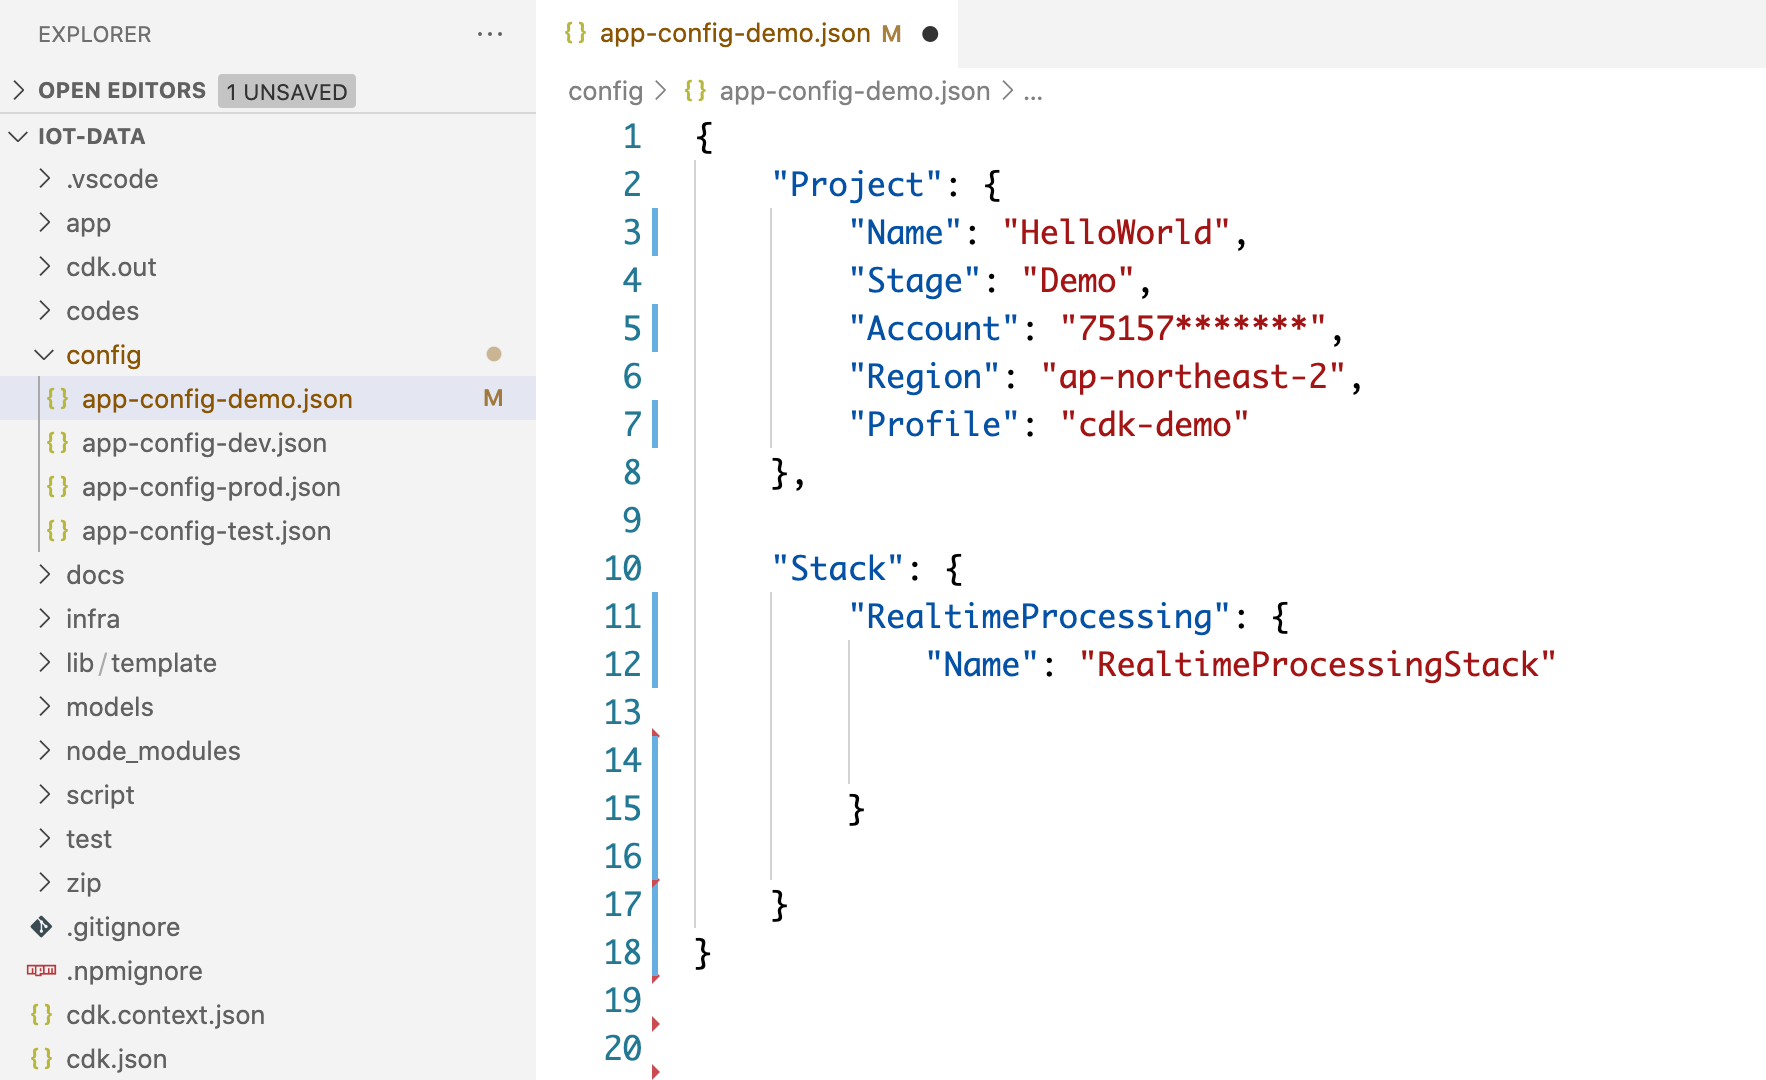 EXPLORER ...
OPEN EDITORS 1 UNSAVED
IOT-DATA
.vscode
app
cdk.out
codes
config
{} app-config-demo.json M
{} app-config-dev.json
{} app-config-prod.json
{} app-config-test.json
docs
infra
lib/template
models
node_modules
script
test
zip
.gitignore
npm .npmignore
{} cdk.context.json
{} cdk.json
{} app-config-demo.json M
config > {} app-config-demo.json > ...
1 {
2 "Project": {
3 "Name": "HelloWorld",
4 "Stage": "Demo",
5 "Account": "75157*******",
6 "Region": "ap-northeast-2",
7 "Profile": "cdk-demo"
8 },
9
10 "Stack": {
11 "RealtimeProcessing": {
12 "Name": "RealtimeProcessingStack"
13
14
15 }
16
17 }
18 }
19
20